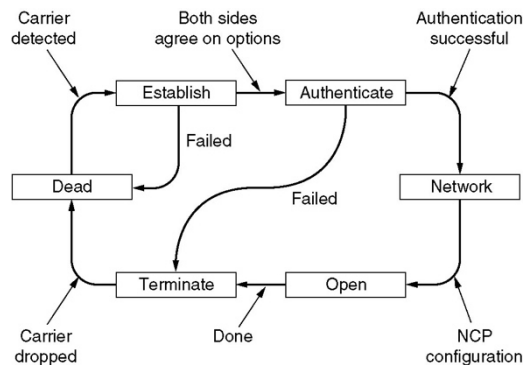 Carrier
detected
Both sides
agree on options
Authentication
successful
Establish
Authenticate
Failed
Dead
Failed
Network
Terminate
Open
Carrier
dropped
Done
NCP
configuration